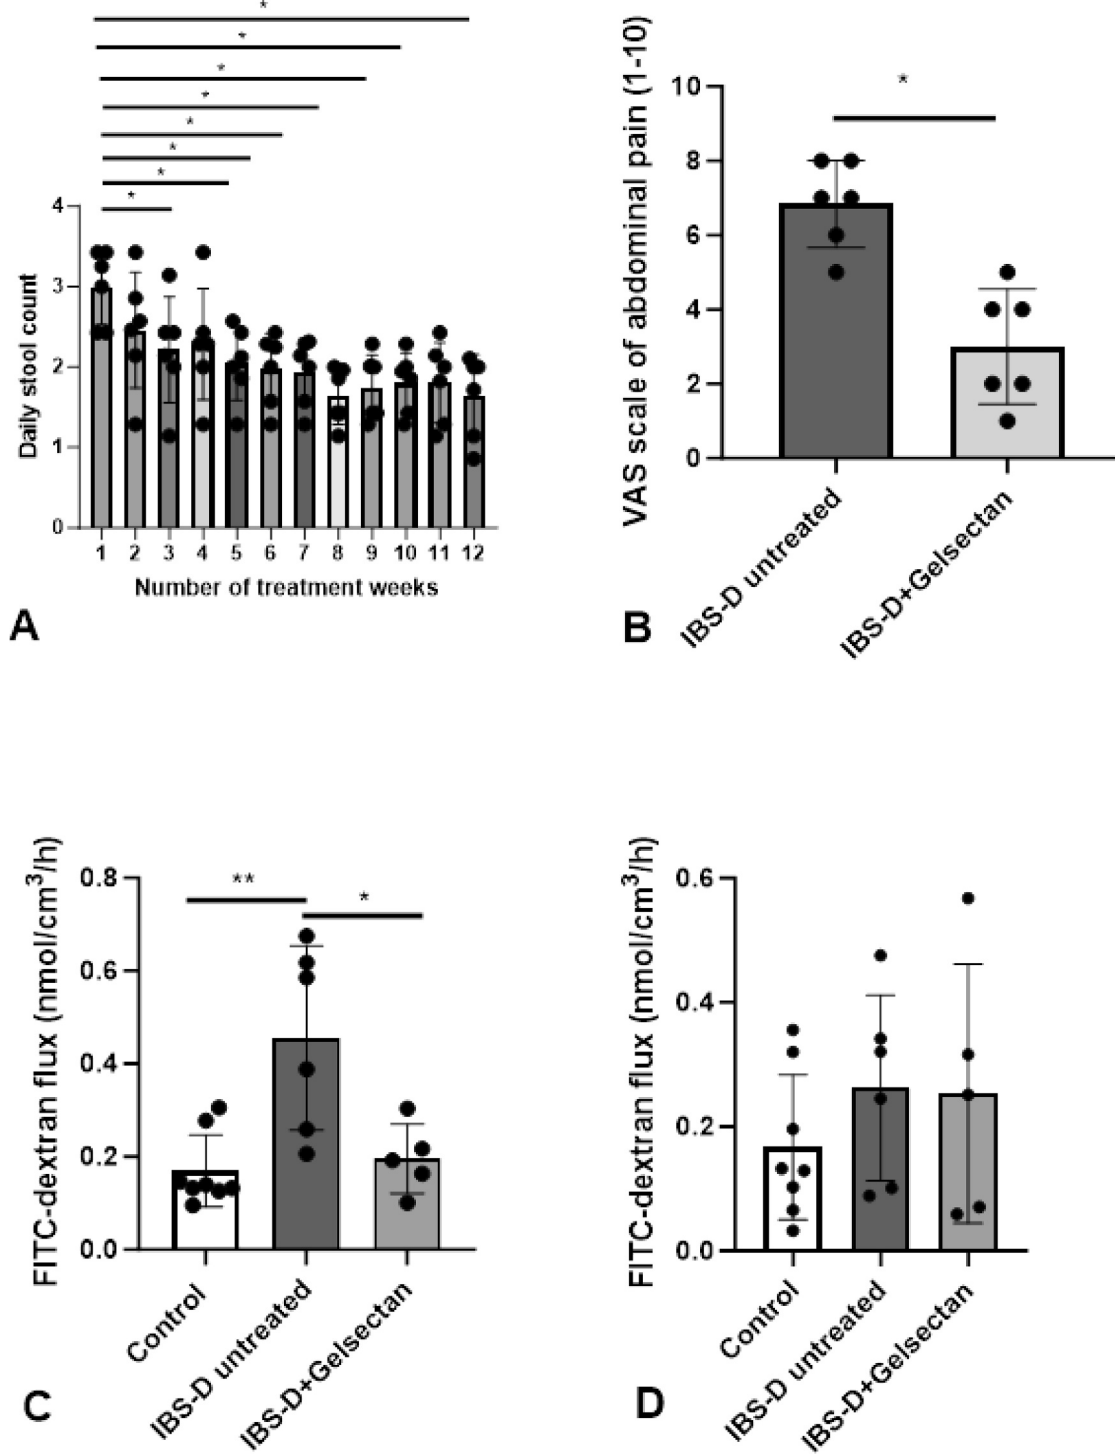 *
*
*
*
*
*
*
*
4
3
2
1
0
Daily stool count
1 2 3 4 5 6 7 8 9 10 11 12
Number of treatment weeks
A
*
10
8
6
4
2
0
VAS scale of abdominal pain (1-10)
IBS-D untreated
IBS-D+Gelsectan
B
**
*
0.8
0.6
0.4
0.2
0.0
FITC-dextran flux (nmol/cm³/h)
Control
IBS-D untreated
IBS-D+Gelsectan
C
0.6
0.4
0.2
0.0
FITC-dextran flux (nmol/cm³/h)
Control
IBS-D untreated
IBS-D+Gelsectan
D